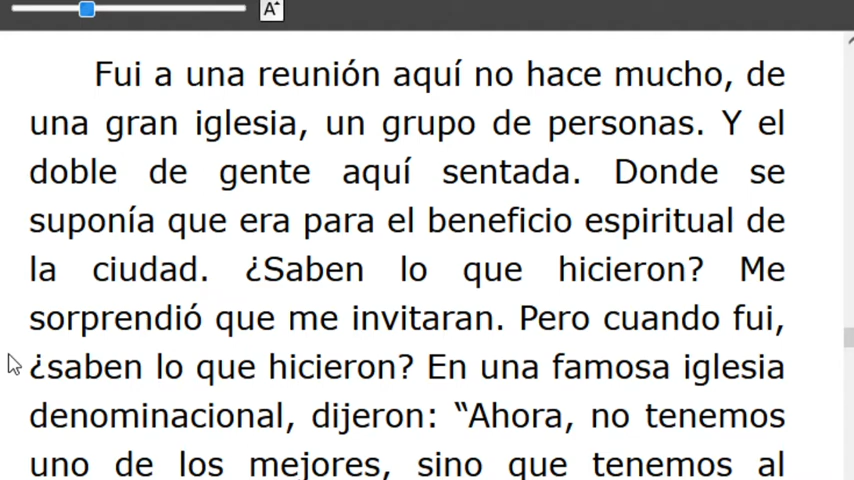 A
Fui a una reunión aquí no hace mucho, de
una gran iglesia, un grupo de personas. Y el
doble de gente aquí sentada. Donde se
suponía que era para el beneficio espiritual de
la ciudad. ¿Saben lo que hicieron? Me
sorprendió que me invitaran. Pero cuando fui,
¿saben lo que hicieron? En una famosa iglesia
denominacional, dijeron: “Ahora, no tenemos
uno de los mejores, sino que tenemos al